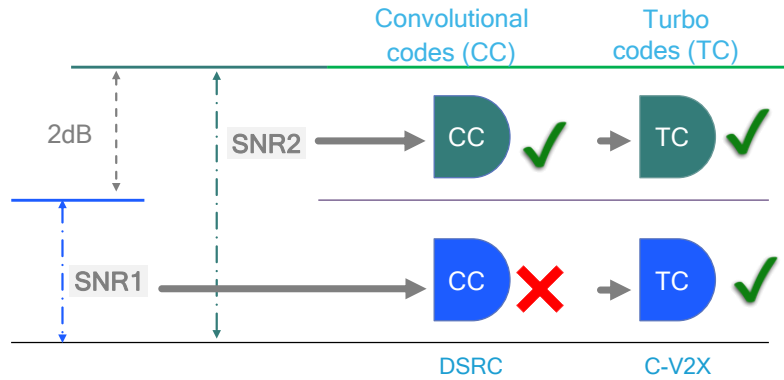 Convolutional
codes (CC)
Turbo
codes (TC)
2dB
SNR2
CC
TC
SNR1
CC
TC
DSRC
C-V2X